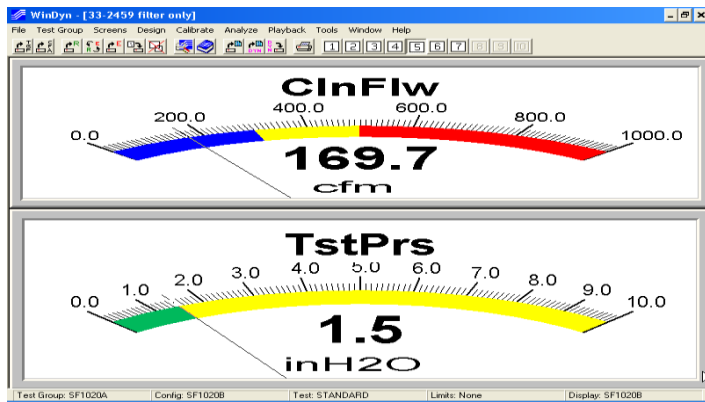 WinDyn - [33-2459 filter only]
File Test Group Screens Design Calibrate Analyze Playback Tools Window Help
1 2 3 4 5 6 7 8 9 10
ClnFlw
0.0 200.0 400.0 600.0 800.0 1000.0
169.7
cfm
TstPrs
0.0 1.0 2.0 3.0 4.0 5.0 6.0 7.0 8.0 9.0 10.0
1.5
inH2O
Test Group: SF1020A Config: SF1020B Test: STANDARD Limits: None Display: SF1020B